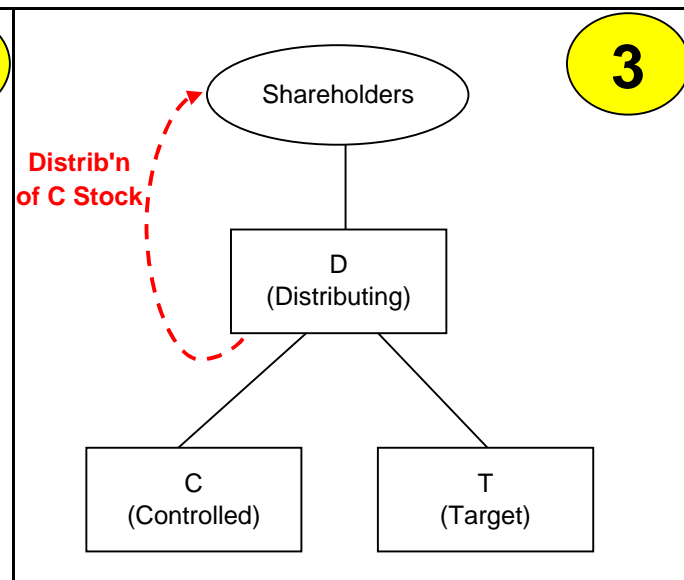 3
Shareholders
Distrib'n
of C Stock
D
(Distributing)
C
(Controlled)
T
(Target)